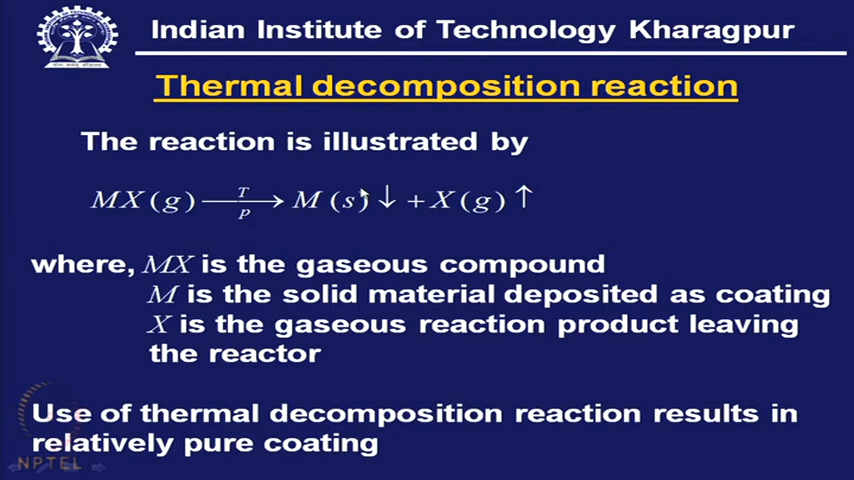 Indian Institute of Technology Kharagpur
Thermal decomposition reaction
The reaction is illustrated by
MX(g) —T/p→ M(s)↓ + X(g)↑
where, MX is the gaseous compound
M is the solid material deposited as coating
X is the gaseous reaction product leaving
the reactor
Use of thermal decomposition reaction results in
relatively pure coating
NPTEL